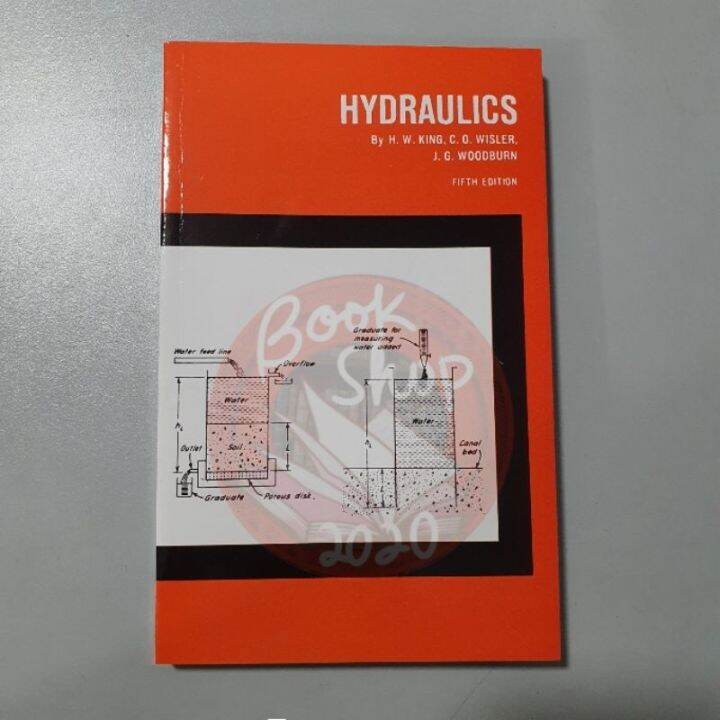 HYDRAULICS
By H. W. KING, C. O. WISLER,
J. G. WOODBURN
FIFTH EDITION
Book
Shop
2020
Water feed line
Overflow
Water
Soil
h₁
L
Outlet
Graduate
Porous disk.
Graduate for
measuring
water added
Water
Canal
bed